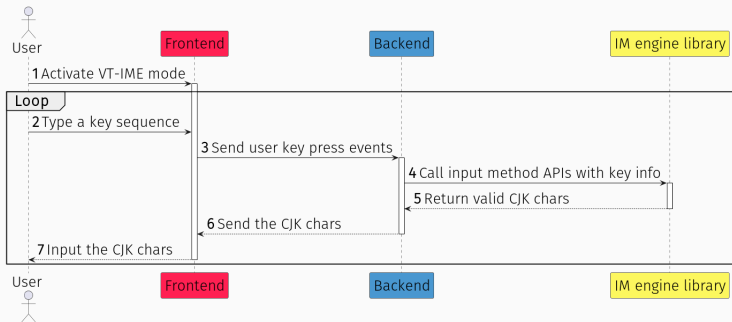 User
Frontend
Backend
IM engine library
1 Activate VT-IME mode
Loop
2 Type a key sequence
3 Send user key press events
4 Call input method APIs with key info
5 Return valid CJK chars
6 Send the CJK chars
7 Input the CJK chars
User
Frontend
Backend
IM engine library